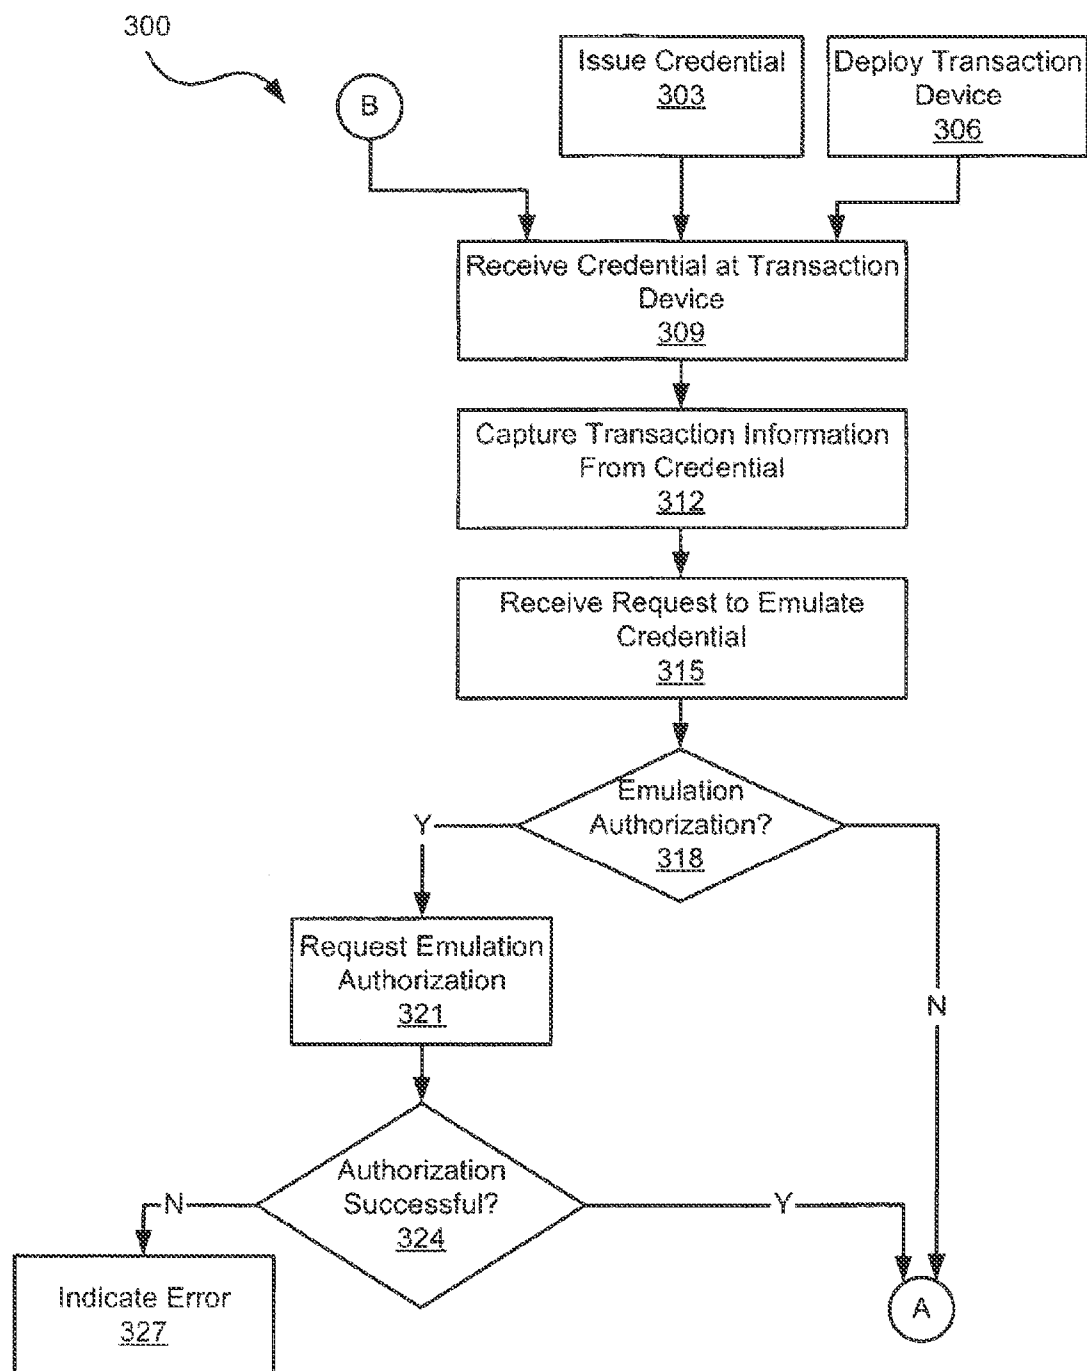 300
B
Issue Credential
303
Deploy Transaction
Device
306
Receive Credential at Transaction
Device
309
Capture Transaction Information
From Credential
312
Receive Request to Emulate
Credential
315
Emulation
Authorization?
318
Y
N
Request Emulation
Authorization
321
Authorization
Successful?
324
N
Y
Indicate Error
327
A